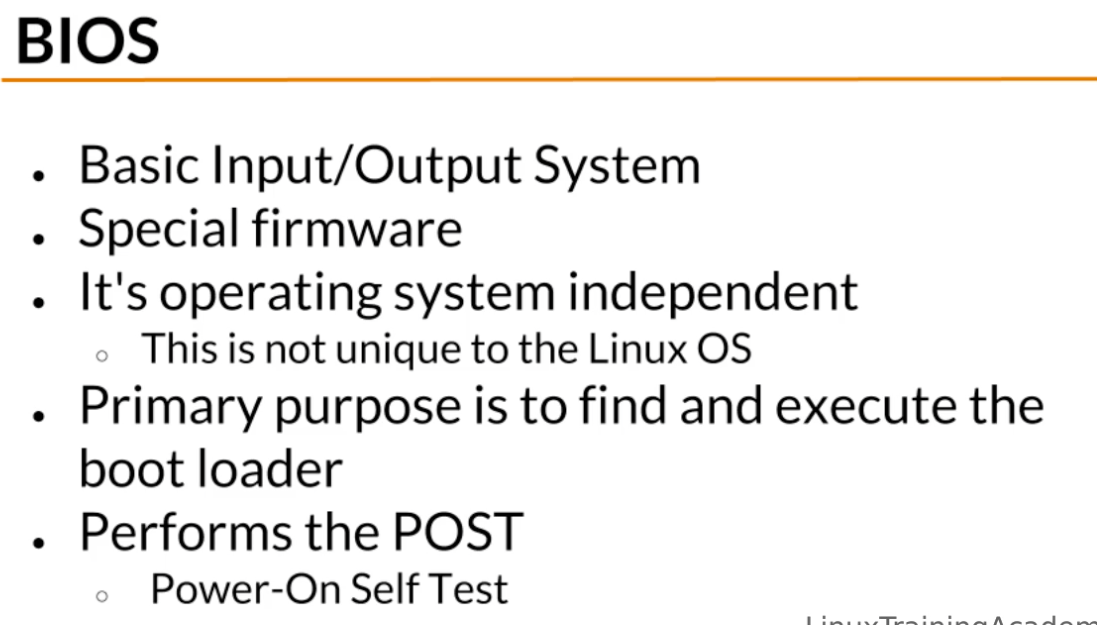 BIOS
Basic Input/Output System
Special firmware
It's operating system independent
This is not unique to the Linux OS
Primary purpose is to find and execute the
boot loader
Performs the POST
Power-On Self Test
LinuxTrainingAcadem